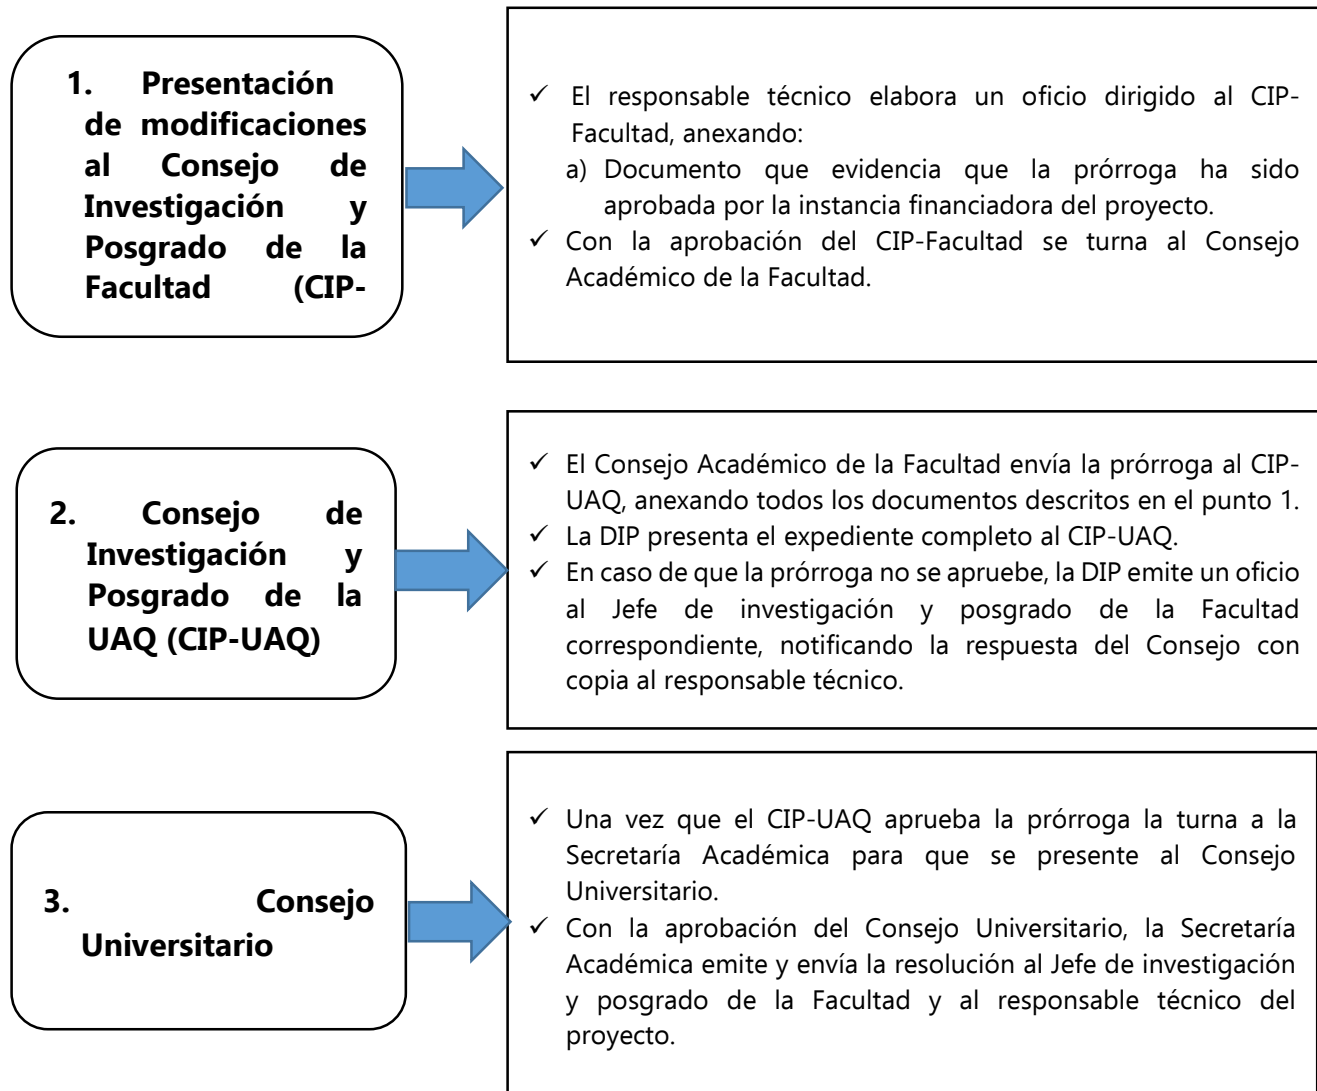 1. Presentación
de modificaciones
al Consejo de
Investigación y
Posgrado de la
Facultad (CIP-
✓ El responsable técnico elabora un oficio dirigido al CIP-
Facultad, anexando:
a) Documento que evidencia que la prórroga ha sido
aprobada por la instancia financiadora del proyecto.
✓ Con la aprobación del CIP-Facultad se turna al Consejo
Académico de la Facultad.
2. Consejo de
Investigación y
Posgrado de la
UAQ (CIP-UAQ)
✓ El Consejo Académico de la Facultad envía la prórroga al CIP-
UAQ, anexando todos los documentos descritos en el punto 1.
✓ La DIP presenta el expediente completo al CIP-UAQ.
✓ En caso de que la prórroga no se apruebe, la DIP emite un oficio
al Jefe de investigación y posgrado de la Facultad
correspondiente, notificando la respuesta del Consejo con
copia al responsable técnico.
3. Consejo
Universitario
✓ Una vez que el CIP-UAQ aprueba la prórroga la turna a la
Secretaría Académica para que se presente al Consejo
Universitario.
✓ Con la aprobación del Consejo Universitario, la Secretaría
Académica emite y envía la resolución al Jefe de investigación
y posgrado de la Facultad y al responsable técnico del
proyecto.